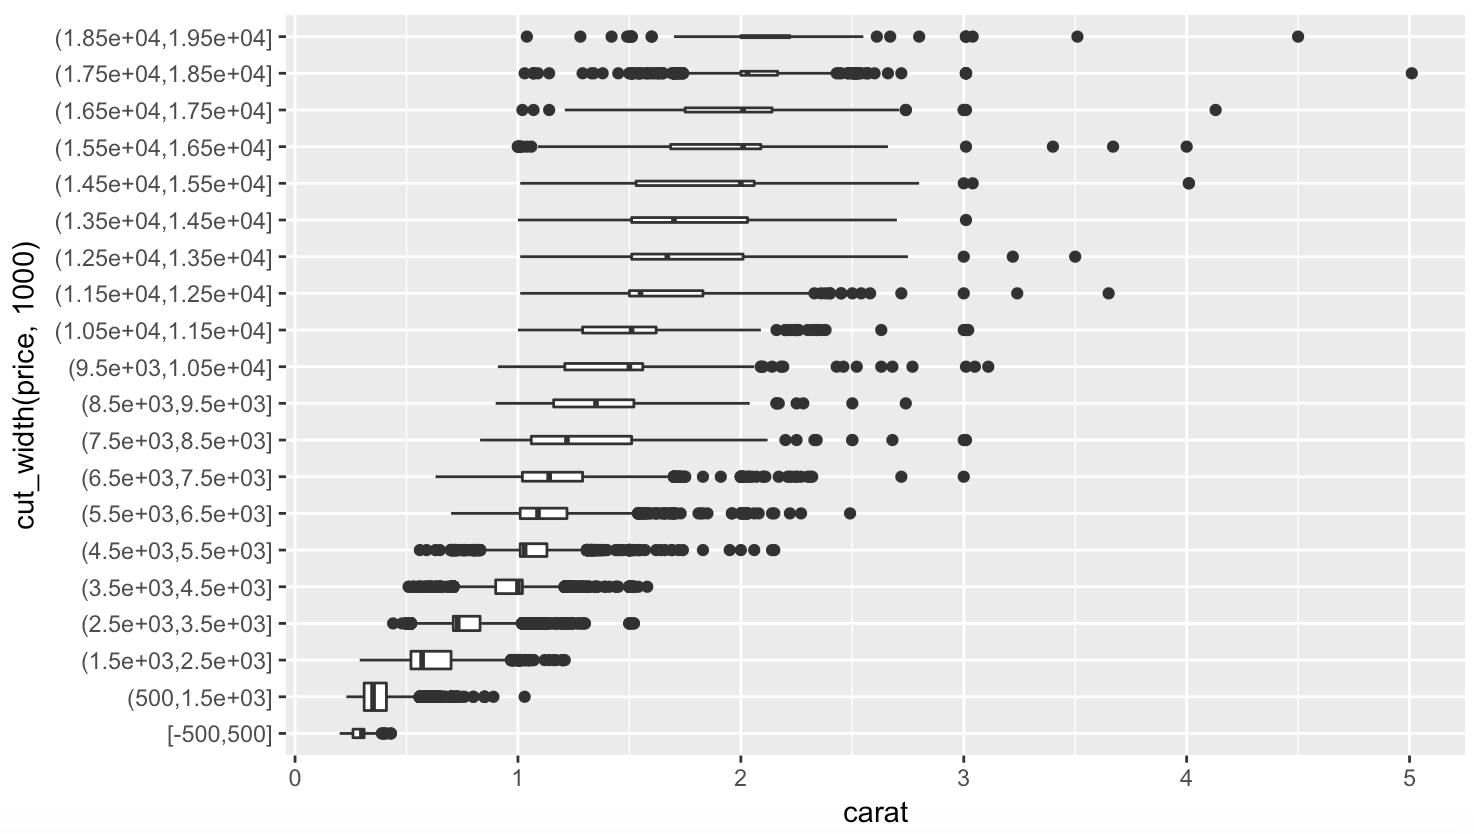 (1.85e+04,1.95e+04]
(1.75e+04,1.85e+04]
(1.65e+04,1.75e+04]
(1.55e+04,1.65e+04]
(1.45e+04,1.55e+04]
(1.35e+04,1.45e+04]
(1.25e+04,1.35e+04]
(1.15e+04,1.25e+04]
(1.05e+04,1.15e+04]
(9.5e+03,1.05e+04]
(8.5e+03,9.5e+03]
(7.5e+03,8.5e+03]
(6.5e+03,7.5e+03]
(5.5e+03,6.5e+03]
(4.5e+03,5.5e+03]
(3.5e+03,4.5e+03]
(2.5e+03,3.5e+03]
(1.5e+03,2.5e+03]
(500,1.5e+03]
[-500,500]
cut_width(price, 1000)
0 1 2 3 4 5
carat